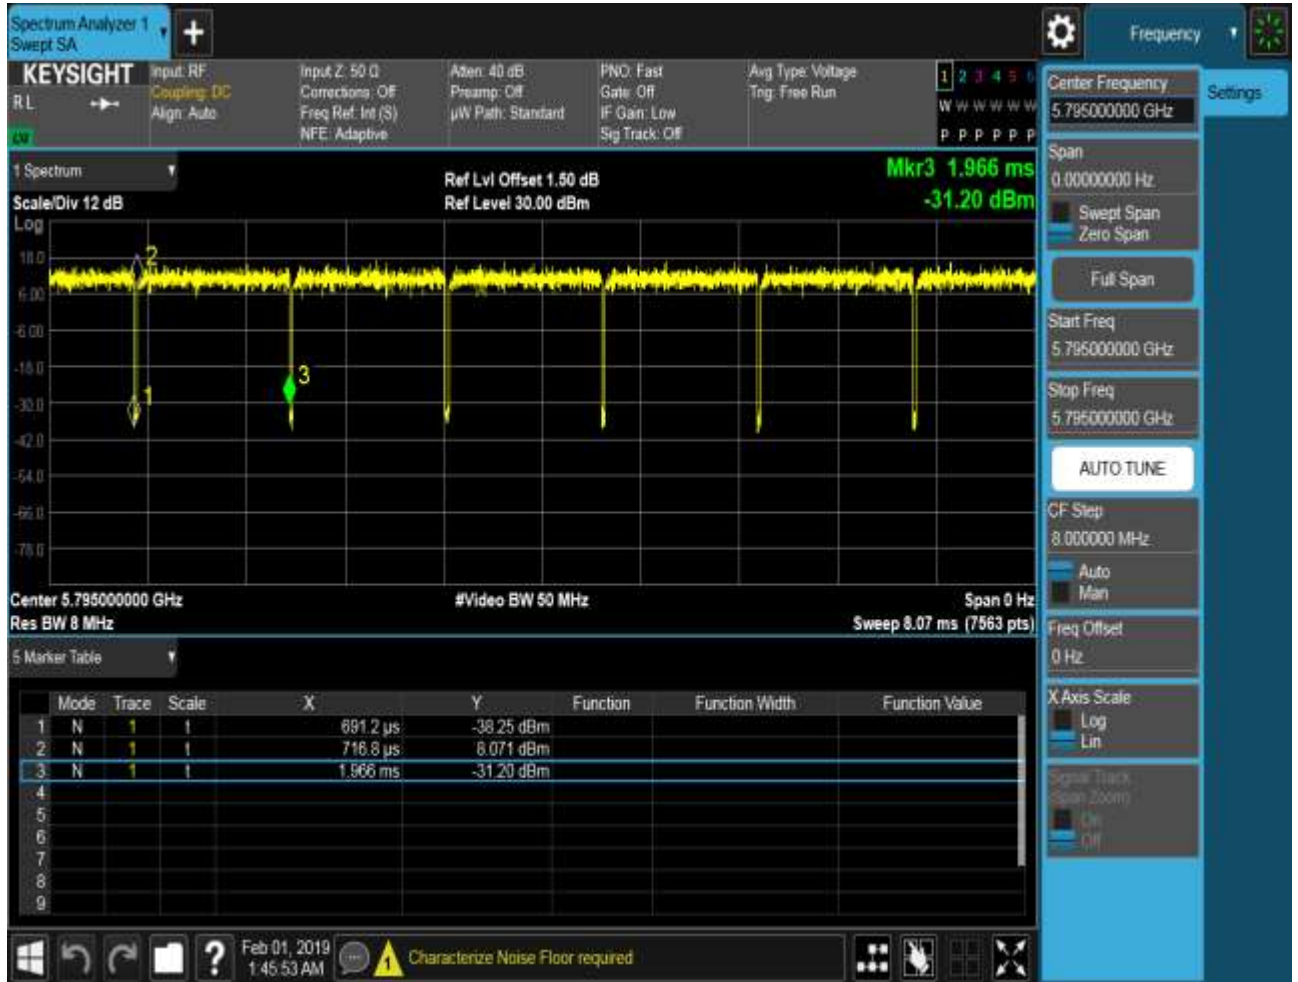 Spectrum Analyzer 1
Swept SA
+
Frequency
KEYSIGHT
RL
Input: RF
Coupling: DC
Align: Auto
Input Z: 50 Ω
Corrections: Off
Freq Ref: Int (S)
NFE: Adaptive
Atten: 40 dB
Preamp: Off
µW Path: Standard
PNO: Fast
Gate: Off
IF Gain: Low
Sig Track: Off
Avg Type: Voltage
Trig: Free Run
1 2 3 4 5 6
W W W W W W
P P P P P P
1 Spectrum
Scale/Div 12 dB
Ref Lvl Offset 1.50 dB
Ref Level 30.00 dBm
Mkr3 1.966 ms
-31.20 dBm
Log
18.0
6.00
-6.00
-18.0
-30.0
-42.0
-54.0
-66.0
-78.0
2
1
3
Center 5.795000000 GHz
Res BW 8 MHz
#Video BW 50 MHz
Span 0 Hz
Sweep 8.07 ms (7563 pts)
5 Marker Table
Mode Trace Scale X Y Function Function Width Function Value
1 N 1 t 691.2 µs -38.25 dBm
2 N 1 t 716.8 µs 8.071 dBm
3 N 1 t 1.966 ms -31.20 dBm
4
5
6
7
8
9
Center Frequency
5.795000000 GHz
Settings
Span
0.00000000 Hz
Swept Span
Zero Span
Full Span
Start Freq
5.795000000 GHz
Stop Freq
5.795000000 GHz
AUTO TUNE
CF Step
8.000000 MHz
Auto
Man
Freq Offset
0 Hz
X Axis Scale
Log
Lin
Signal Track
(Span Zoom)
On
Off
?
Feb 01, 2019
1:45:53 AM
1
Characterize Noise Floor required